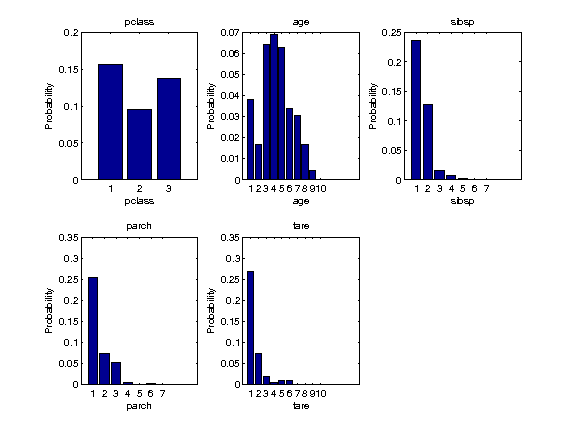 pclass
0.2
0.15
0.1
0.05
0
Probability
1 2 3
pclass
age
0.07
0.06
0.05
0.04
0.03
0.02
0.01
0.00
Probability
1 2 3 4 5 6 7 8 9 10
age
sibsp
0.25
0.2
0.15
0.1
0.05
0
Probability
1 2 3 4 5 6 7
sibsp
parch
0.35
0.3
0.25
0.2
0.15
0.1
0.05
0
Probability
1 2 3 4 5 6 7
parch
fare
0.35
0.3
0.25
0.2
0.15
0.1
0.05
0
Probability
1 2 3 4 5 6 7 8 9 10
fare